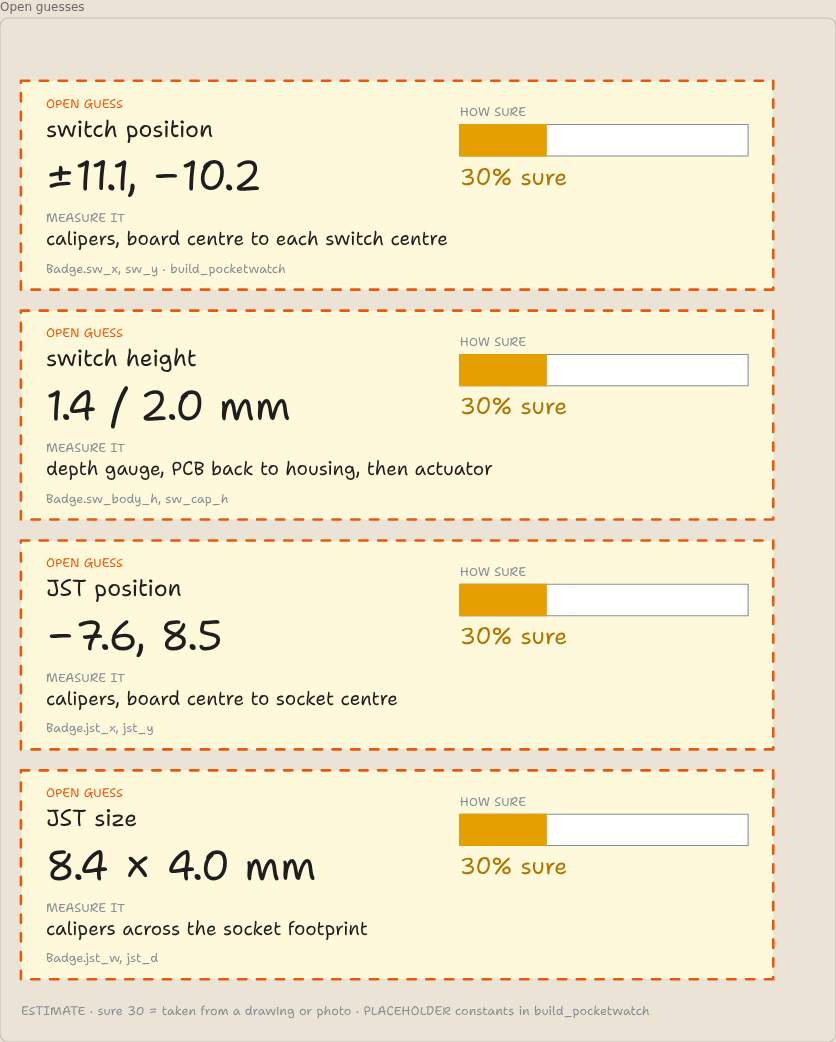 Open guesses
OPEN GUESS
switch position
±11.1, −10.2
MEASURE IT
calipers, board centre to each switch centre
Badge.sw_x, sw_y · build_pocketwatch
HOW SURE
30% sure
OPEN GUESS
switch height
1.4 / 2.0 mm
MEASURE IT
depth gauge, PCB back to housing, then actuator
Badge.sw_body_h, sw_cap_h
HOW SURE
30% sure
OPEN GUESS
JST position
−7.6, 8.5
MEASURE IT
calipers, board centre to socket centre
Badge.jst_x, jst_y
HOW SURE
30% sure
OPEN GUESS
JST size
8.4 × 4.0 mm
MEASURE IT
calipers across the socket footprint
Badge.jst_w, jst_d
HOW SURE
30% sure
ESTIMATE · sure 30 = taken from a drawing or photo · PLACEHOLDER constants in build_pocketwatch